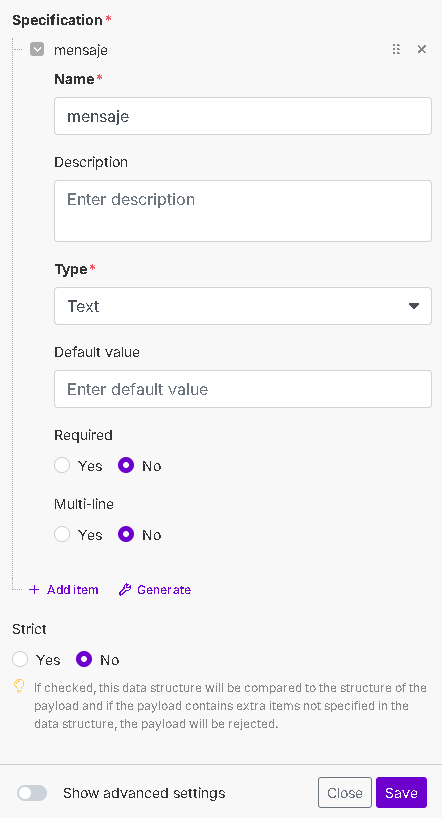 Specification*
mensaje
Name*
mensaje
Description
Enter description
Type*
Text
Default value
Enter default value
Required
Yes No
Multi-line
Yes No
+ Add item Generate
Strict
Yes No
If checked, this data structure will be compared to the structure of the
payload and if the payload contains extra items not specified in the
data structure, the payload will be rejected.
Show advanced settings Close Save